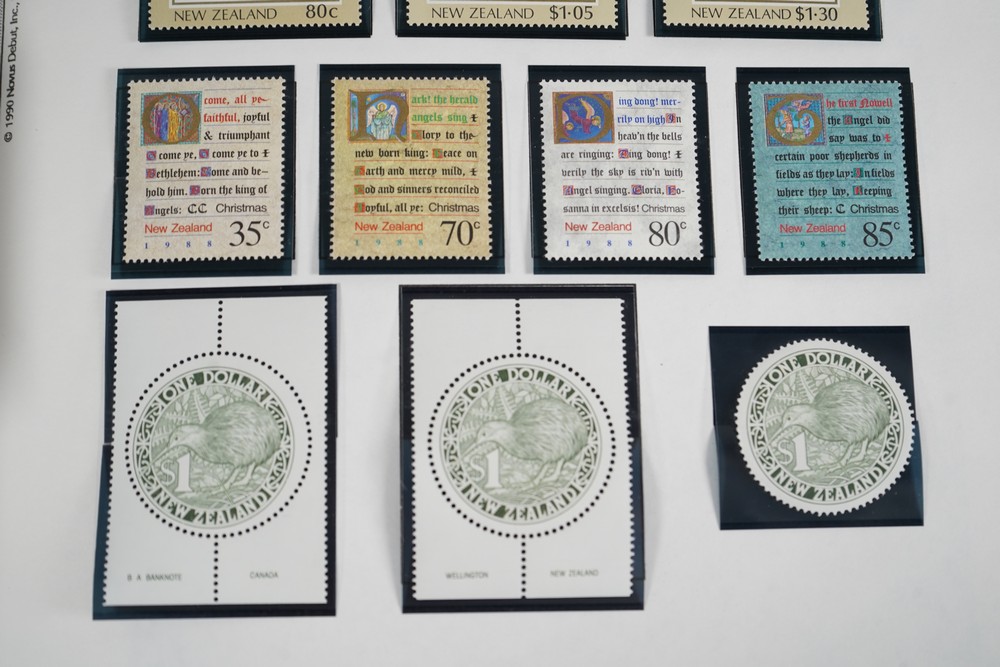 © 1990 Novus Debut, Inc.,
NEW ZEALAND 80c
NEW ZEALAND $1·05
NEW ZEALAND $1·30
O come, all ye
faithful, joyful
& triumphant
O come ye, O come ye to
Bethlehem: Come and be-
hold him. Born the king of
Angels: Christmas
New Zealand
1988
35c
Hark! the herald
angels sing
Glory to the
new born king: Peace on
Earth and mercy mild,
God and sinners reconciled
Joyful, all ye: Christmas
New Zealand
1988
70c
Ding dong! mer-
rily on high In
heav'n the bells
are ringing: Ding dong!
verily the sky is riv'n with
Angel singing. Gloria, Ho-
sanna in excelsis! Christmas
New Zealand
1988
80c
The first Nowell
the Angel did
say was to
certain poor shepherds in
fields as they lay: In fields
where they lay, keeping
their sheep: Christmas
New Zealand
1988
85c
ONE DOLLAR
$1
NEW ZEALAND
B A BANKNOTE CANADA
ONE DOLLAR
$1
NEW ZEALAND
WELLINGTON NEW ZEALAND
ONE DOLLAR
$1
NEW ZEALAND